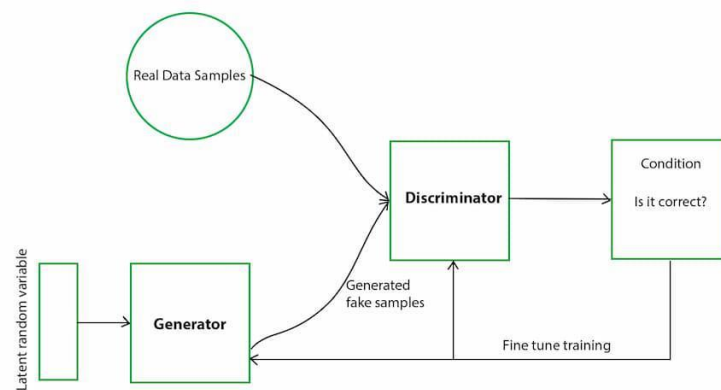 Real Data Samples
Condition
Is it correct?
Discriminator
Generated
fake samples
Latent random variable
Generator
Fine tune training